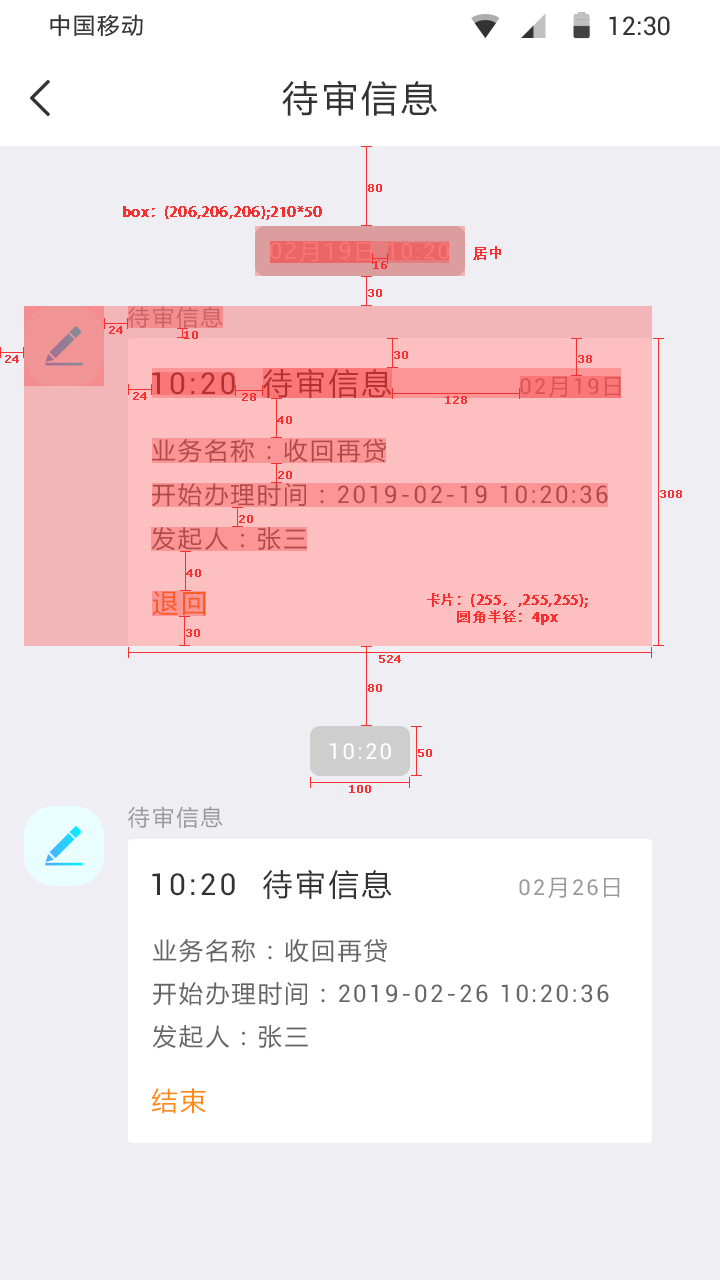 中国移动 12:30
待审信息
80
box：(206,206,206);210*50
02月19日 10:20 居中
16
30
待审信息
24
10
24
30
38
10:20 待审信息 02月19日
24
28
128
40
业务名称：收回再贷
20
开始办理时间：2019-02-19 10:20:36
308
20
发起人：张三
40
退回
卡片：(255，,255,255);
圆角半径：4px
30
524
80
10:20
50
100
待审信息
10:20 待审信息 02月26日
业务名称：收回再贷
开始办理时间：2019-02-26 10:20:36
发起人：张三
结束